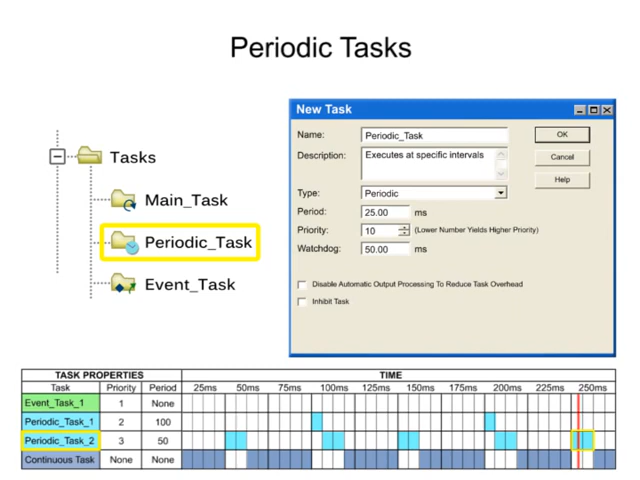 Periodic Tasks
Tasks
Main_Task
Periodic_Task
Event_Task
New Task
Name: Periodic_Task OK
Description: Executes at specific intervals Cancel
Help
Type: Periodic
Period: 25.00 ms
Priority: 10 (Lower Number Yields Higher Priority)
Watchdog: 50.00 ms
Disable Automatic Output Processing To Reduce Task Overhead
Inhibit Task
TASK PROPERTIES TIME
Task Priority Period 25ms 50ms 75ms 100ms 125ms 150ms 175ms 200ms 225ms 250ms
Event_Task_1 1 None
Periodic_Task_1 2 100
Periodic_Task_2 3 50
Continuous Task None None